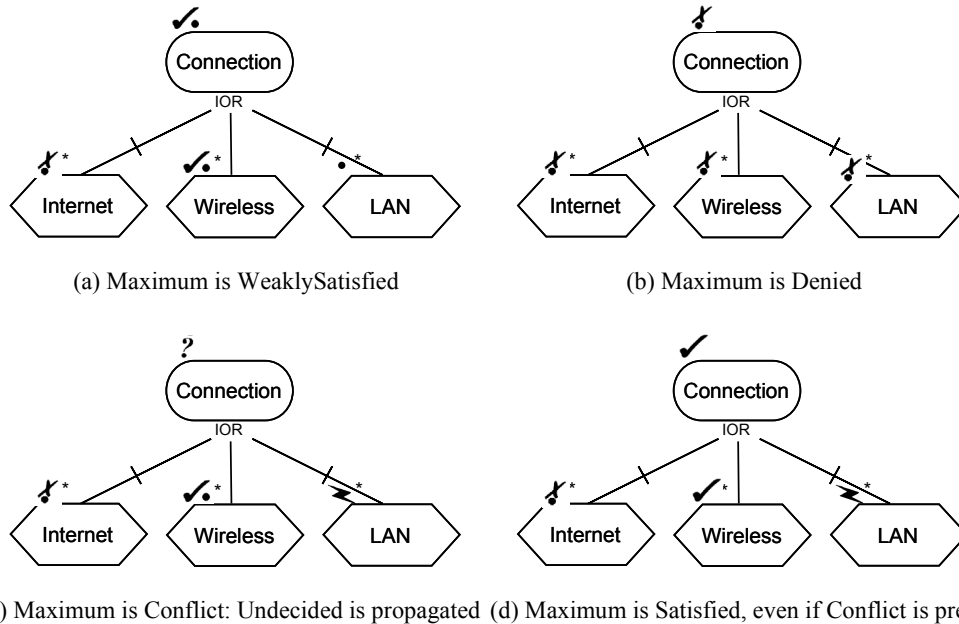 Connection
IOR
* * *
Internet Wireless LAN
(a) Maximum is WeaklySatisfied
Connection
IOR
* * *
Internet Wireless LAN
(b) Maximum is Denied
?
Connection
IOR
* * *
Internet Wireless LAN
) Maximum is Conflict: Undecided is propagated
Connection
IOR
* * *
Internet Wireless LAN
(d) Maximum is Satisfied, even if Conflict is pre